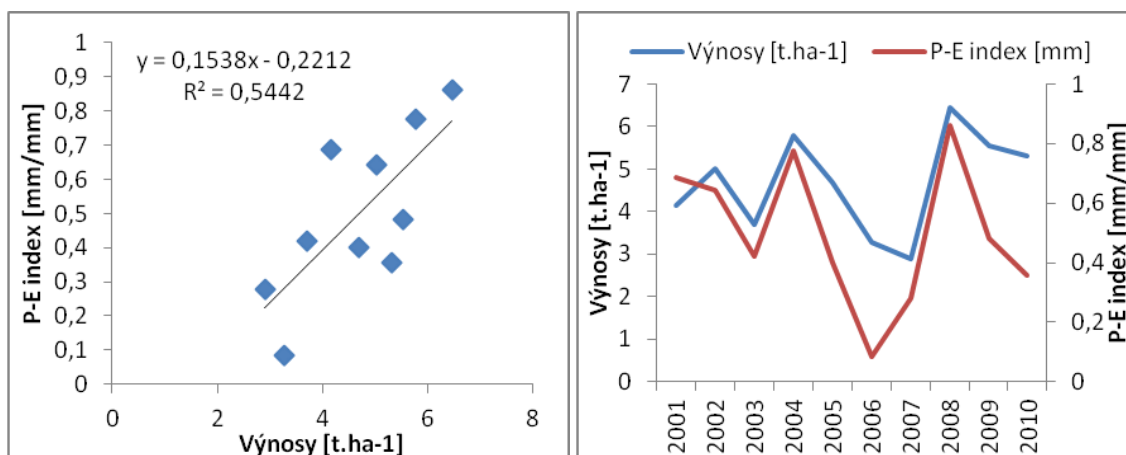 y = 0,1538x - 0,2212
R² = 0,5442
P-E index [mm/mm]
1
0,9
0,8
0,7
0,6
0,5
0,4
0,3
0,2
0,1
0
0 2 4 6 8
Výnosy [t.ha-1]
Výnosy [t.ha-1] P-E index [mm]
Výnosy [t.ha-1]
7
6
5
4
3
2
1
0
1
0,8
0,6
0,4
0,2
0
P-E index [mm/mm]
2001 2002 2003 2004 2005 2006 2007 2008 2009 2010